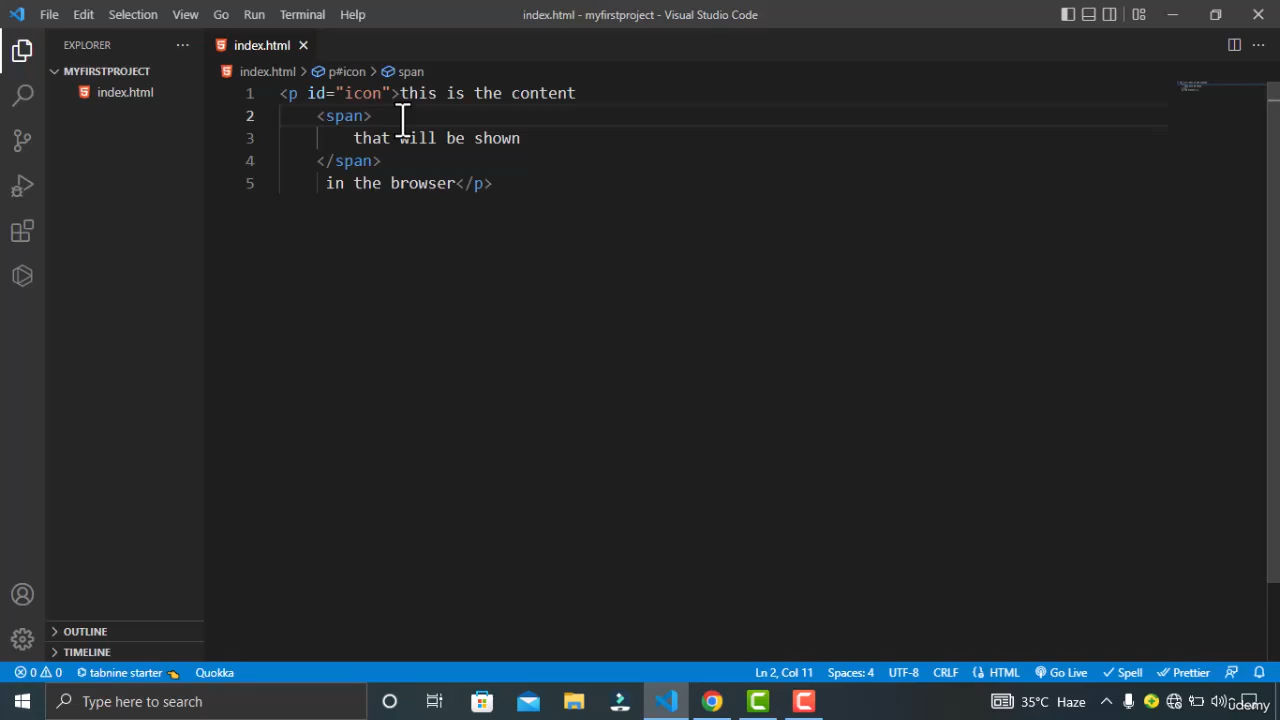 File Edit Selection View Go Run Terminal Help
index.html - myfirstproject - Visual Studio Code
EXPLORER
index.html
MYFIRSTPROJECT
index.html
index.html > p#icon > span
1 <p id="icon">this is the content
2 <span>
3 that will be shown
4 </span>
5 in the browser</p>
OUTLINE
TIMELINE
0 0 tabnine starter Quokka
Ln 2, Col 11 Spaces: 4 UTF-8 CRLF HTML Go Live Spell Prettier
Type here to search
35°C Haze
udemy